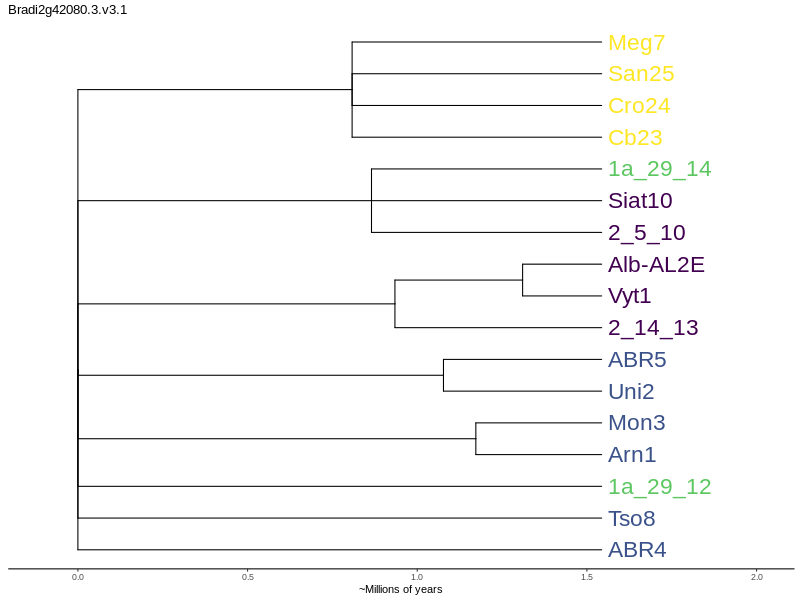 Bradi2g42080.3.v3.1
Meg7
San25
Cro24
Cb23
1a_29_14
Siat10
2_5_10
Alb-AL2E
Vyt1
2_14_13
ABR5
Uni2
Mon3
Arn1
1a_29_12
Tso8
ABR4
0.0 0.5 1.0 1.5 2.0
~Millions of years